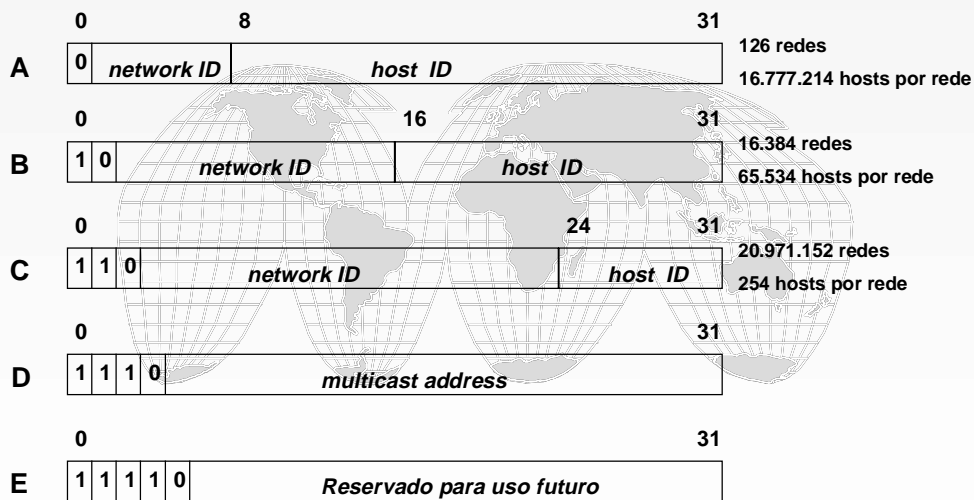 0 8 31
A 0 network ID host ID 126 redes
16.777.214 hosts por rede
0 16 31
B 1 0 network ID host ID 16.384 redes
65.534 hosts por rede
0 24 31
C 1 1 0 network ID host ID 20.971.152 redes
254 hosts por rede
0 31
D 1 1 1 0 multicast address
0 31
E 1 1 1 1 0 Reservado para uso futuro